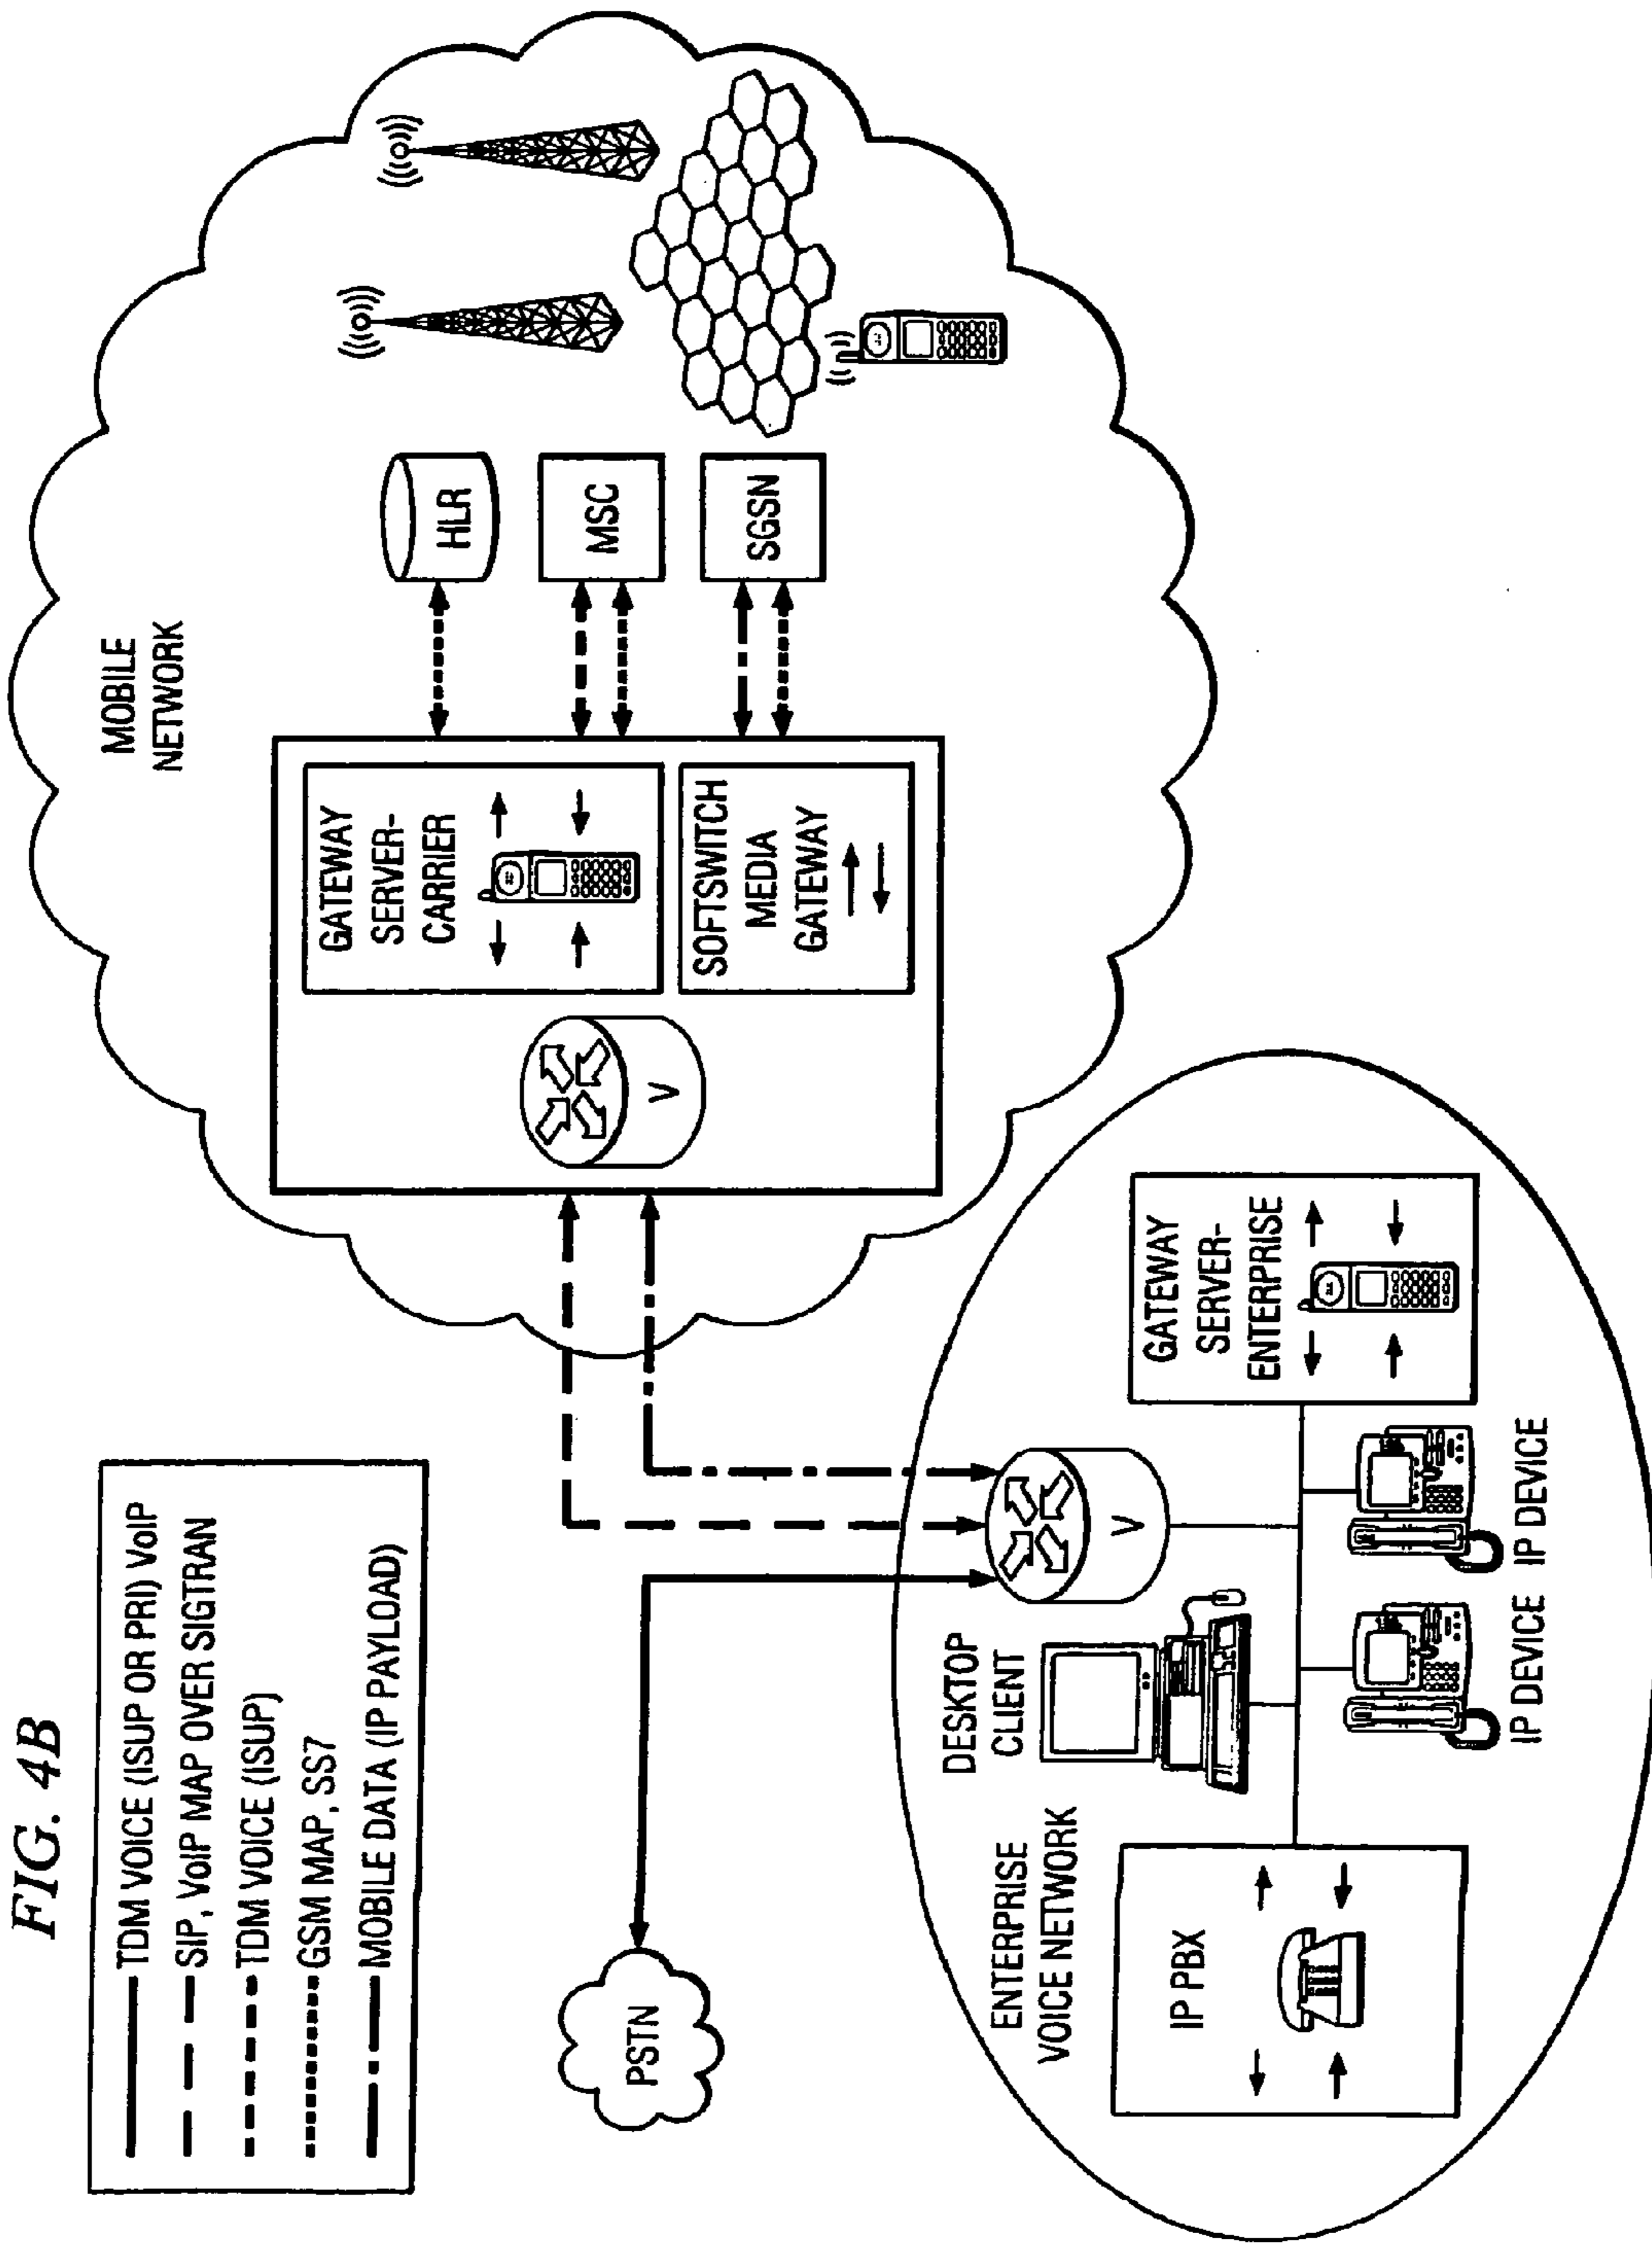 FIG. 4B
TDM VOICE (ISUP OR PRI) VoIP
SIP, VoIP MAP OVER SIGTRAN
TDM VOICE (ISUP)
GSM MAP, SS7
MOBILE DATA (IP PAYLOAD)
MOBILE
NETWORK
GATEWAY
SERVER-
CARRIER
SOFTSWITCH
MEDIA
GATEWAY
V
HLR
MSC
SGSN
PSTN
ENTERPRISE
VOICE NETWORK
IP PBX
DESKTOP
CLIENT
V
IP DEVICE
IP DEVICE
GATEWAY
SERVER-
ENTERPRISE